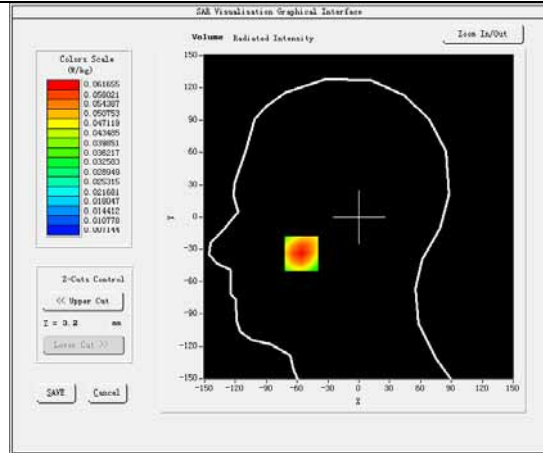 SAR Visualisation Graphical Interface
Volume Radiated Intensity
Zoom In/Out
Colors Scale
(W/kg)
0.061655
0.058021
0.054387
0.050753
0.047119
0.043485
0.039851
0.036217
0.032583
0.028949
0.025315
0.021681
0.018047
0.014412
0.010778
0.007144
Z-Cuts Control
<< Upper Cut
Z = 3.2 mm
Lower Cut >>
SAVE Cancel
150
120
90
60
30
0
Y
-30
-60
-90
-120
-150
-150 -120 -90 -60 -30 0 30 60 90 120 150
X